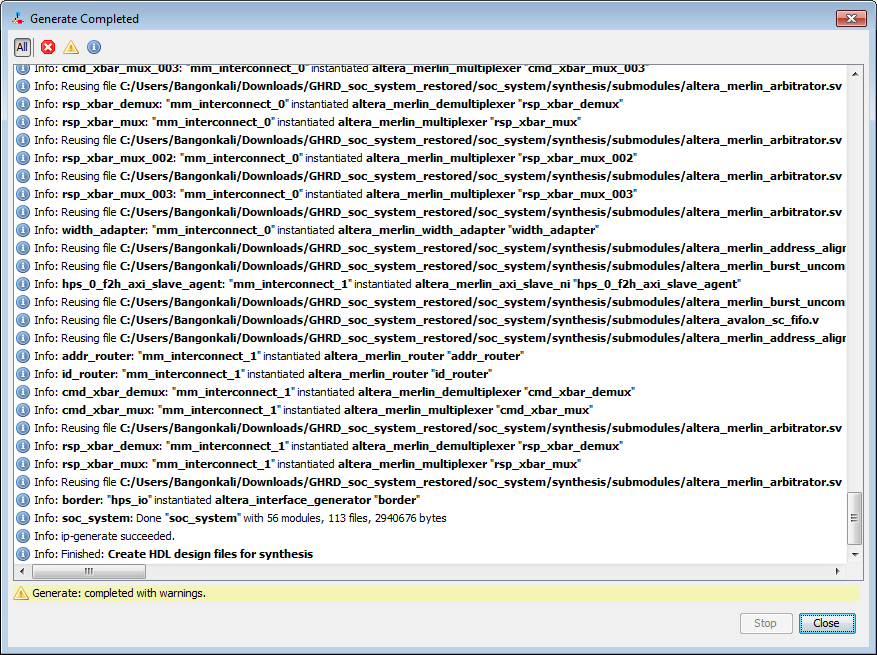 Generate Completed
All
Info: cmd_xbar_mux_003: "mm_interconnect_0" instantiated altera_merlin_multiplexer "cmd_xbar_mux_003"
Info: Reusing file C:/Users/Bangonkali/Downloads/GHRD_soc_system_restored/soc_system/synthesis/submodules/altera_merlin_arbitrator.sv
Info: rsp_xbar_demux: "mm_interconnect_0" instantiated altera_merlin_demultiplexer "rsp_xbar_demux"
Info: rsp_xbar_mux: "mm_interconnect_0" instantiated altera_merlin_multiplexer "rsp_xbar_mux"
Info: Reusing file C:/Users/Bangonkali/Downloads/GHRD_soc_system_restored/soc_system/synthesis/submodules/altera_merlin_arbitrator.sv
Info: rsp_xbar_mux_002: "mm_interconnect_0" instantiated altera_merlin_multiplexer "rsp_xbar_mux_002"
Info: Reusing file C:/Users/Bangonkali/Downloads/GHRD_soc_system_restored/soc_system/synthesis/submodules/altera_merlin_arbitrator.sv
Info: rsp_xbar_mux_003: "mm_interconnect_0" instantiated altera_merlin_multiplexer "rsp_xbar_mux_003"
Info: Reusing file C:/Users/Bangonkali/Downloads/GHRD_soc_system_restored/soc_system/synthesis/submodules/altera_merlin_arbitrator.sv
Info: width_adapter: "mm_interconnect_0" instantiated altera_merlin_width_adapter "width_adapter"
Info: Reusing file C:/Users/Bangonkali/Downloads/GHRD_soc_system_restored/soc_system/synthesis/submodules/altera_merlin_address_align
Info: Reusing file C:/Users/Bangonkali/Downloads/GHRD_soc_system_restored/soc_system/synthesis/submodules/altera_merlin_burst_uncom
Info: hps_0_f2h_axi_slave_agent: "mm_interconnect_1" instantiated altera_merlin_axi_slave_ni "hps_0_f2h_axi_slave_agent"
Info: Reusing file C:/Users/Bangonkali/Downloads/GHRD_soc_system_restored/soc_system/synthesis/submodules/altera_merlin_burst_uncom
Info: Reusing file C:/Users/Bangonkali/Downloads/GHRD_soc_system_restored/soc_system/synthesis/submodules/altera_avalon_sc_fifo.v
Info: Reusing file C:/Users/Bangonkali/Downloads/GHRD_soc_system_restored/soc_system/synthesis/submodules/altera_merlin_address_align
Info: addr_router: "mm_interconnect_1" instantiated altera_merlin_router "addr_router"
Info: id_router: "mm_interconnect_1" instantiated altera_merlin_router "id_router"
Info: cmd_xbar_demux: "mm_interconnect_1" instantiated altera_merlin_demultiplexer "cmd_xbar_demux"
Info: cmd_xbar_mux: "mm_interconnect_1" instantiated altera_merlin_multiplexer "cmd_xbar_mux"
Info: Reusing file C:/Users/Bangonkali/Downloads/GHRD_soc_system_restored/soc_system/synthesis/submodules/altera_merlin_arbitrator.sv
Info: rsp_xbar_demux: "mm_interconnect_1" instantiated altera_merlin_demultiplexer "rsp_xbar_demux"
Info: rsp_xbar_mux: "mm_interconnect_1" instantiated altera_merlin_multiplexer "rsp_xbar_mux"
Info: Reusing file C:/Users/Bangonkali/Downloads/GHRD_soc_system_restored/soc_system/synthesis/submodules/altera_merlin_arbitrator.sv
Info: border: "hps_io" instantiated altera_interface_generator "border"
Info: soc_system: Done "soc_system" with 56 modules, 113 files, 2940676 bytes
Info: ip-generate succeeded.
Info: Finished: Create HDL design files for synthesis
Generate: completed with warnings.
Stop
Close